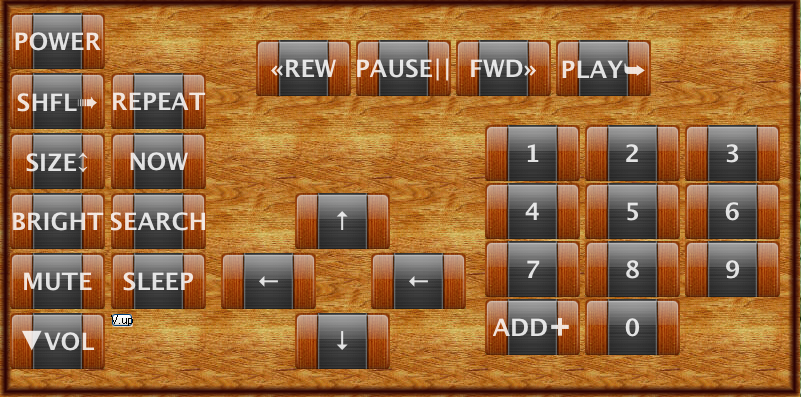 POWER
«REW PAUSE|| FWD» PLAY➥
SHFL➠ REPEAT
SIZE↕ NOW
1 2 3
BRIGHT SEARCH
↑
4 5 6
MUTE SLEEP
← ←
7 8 9
▼VOL
V.up
↓
ADD✚ 0